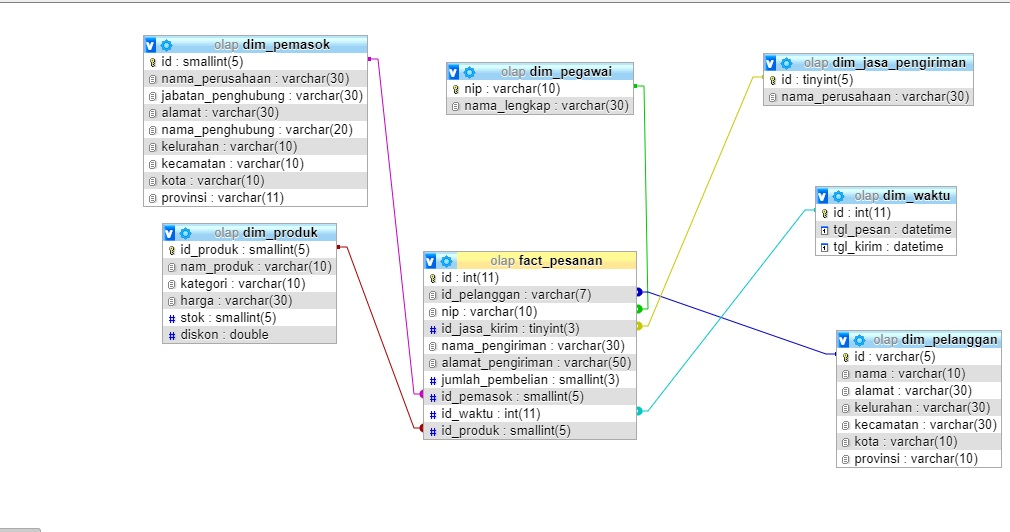 olap dim_pemasok
id : smallint(5)
nama_perusahaan : varchar(30)
jabatan_penghubung : varchar(30)
alamat : varchar(30)
nama_penghubung : varchar(20)
kelurahan : varchar(10)
kecamatan : varchar(10)
kota : varchar(10)
provinsi : varchar(11)
olap dim_produk
id_produk : smallint(5)
nam_produk : varchar(10)
kategori : varchar(10)
harga : varchar(30)
# stok : smallint(5)
# diskon : double
olap dim_pegawai
nip : varchar(10)
nama_lengkap : varchar(30)
olap fact_pesanan
id : int(11)
id_pelanggan : varchar(7)
nip : varchar(10)
# id_jasa_kirim : tinyint(3)
nama_pengiriman : varchar(30)
alamat_pengiriman : varchar(50)
# jumlah_pembelian : smallint(3)
# id_pemasok : smallint(5)
# id_waktu : int(11)
# id_produk : smallint(5)
olap dim_jasa_pengiriman
id : tinyint(5)
nama_perusahaan : varchar(30)
olap dim_waktu
id : int(11)
tgl_pesan : datetime
tgl_kirim : datetime
olap dim_pelanggan
id : varchar(5)
nama : varchar(10)
alamat : varchar(30)
kelurahan : varchar(30)
kecamatan : varchar(30)
kota : varchar(10)
provinsi : varchar(10)